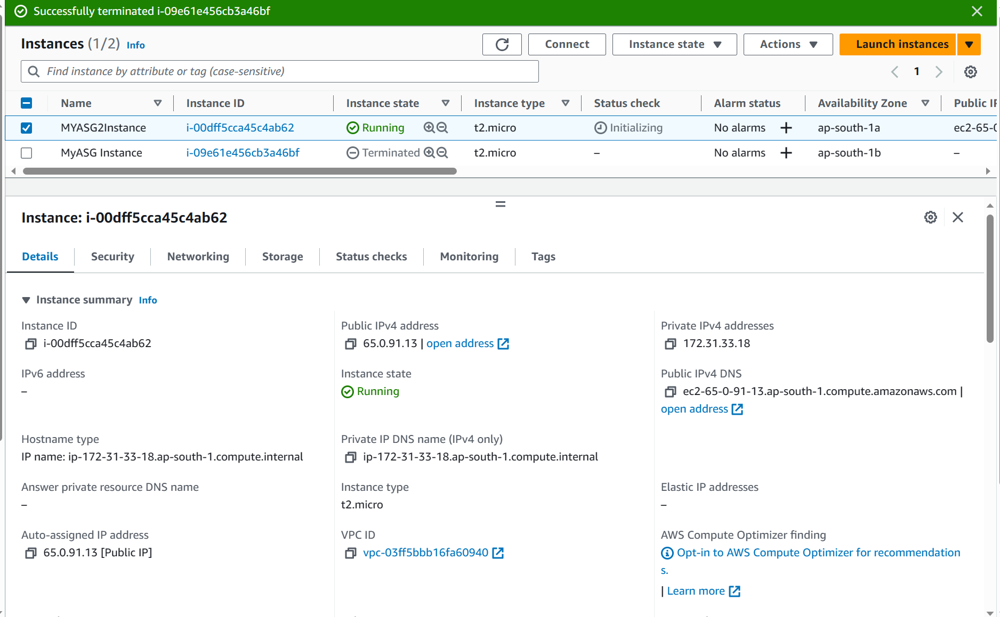 Successfully terminated i-09e61e456cb3a46bf
Instances (1/2) Info
Connect
Instance state
Actions
Launch instances
Find instance by attribute or tag (case-sensitive)
1
Name Instance ID Instance state Instance type Status check Alarm status Availability Zone Public IP
MYASG2Instance i-00dff5cca45c4ab62 Running t2.micro Initializing No alarms + ap-south-1a ec2-65-0
MyASG Instance i-09e61e456cb3a46bf Terminated t2.micro – No alarms + ap-south-1b –
Instance: i-00dff5cca45c4ab62
Details Security Networking Storage Status checks Monitoring Tags
Instance summary Info
Instance ID
i-00dff5cca45c4ab62
Public IPv4 address
65.0.91.13 | open address
Private IPv4 addresses
172.31.33.18
IPv6 address
–
Instance state
Running
Public IPv4 DNS
ec2-65-0-91-13.ap-south-1.compute.amazonaws.com |
open address
Hostname type
IP name: ip-172-31-33-18.ap-south-1.compute.internal
Private IP DNS name (IPv4 only)
ip-172-31-33-18.ap-south-1.compute.internal
Answer private resource DNS name
–
Instance type
t2.micro
Elastic IP addresses
–
Auto-assigned IP address
65.0.91.13 [Public IP]
VPC ID
vpc-03ff5bbb16fa60940
AWS Compute Optimizer finding
Opt-in to AWS Compute Optimizer for recommendation
s.
| Learn more